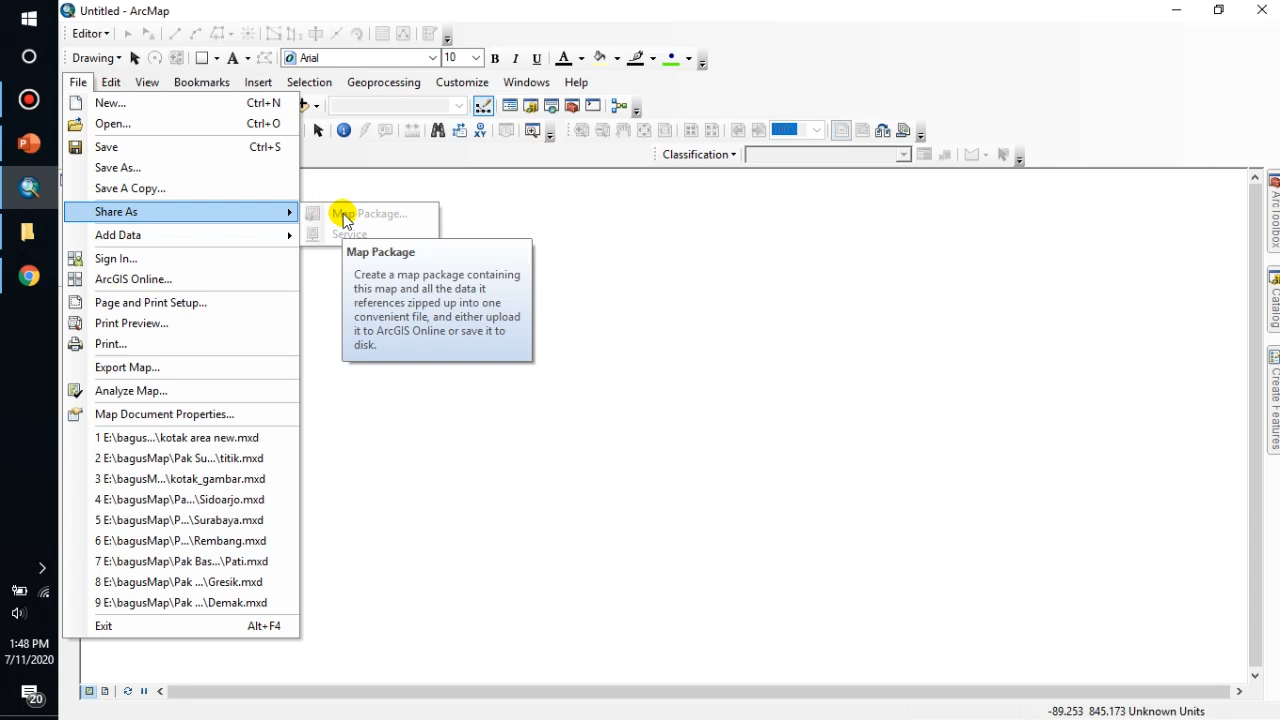 Untitled - ArcMap
Editor
Drawing A Arial 10 B I U A
File Edit View Bookmarks Insert Selection Geoprocessing Customize Windows Help
New... Ctrl+N
Open... Ctrl+O
Save Ctrl+S
Save As...
Save A Copy...
Share As
Add Data
Sign In...
ArcGIS Online...
Page and Print Setup...
Print Preview...
Print...
Export Map...
Analyze Map...
Map Document Properties...
1 E:\bagus...\kotak area new.mxd
2 E:\bagusMap\Pak Su...\titik.mxd
3 E:\bagusM...\kotak_gambar.mxd
4 E:\bagusMap\Pa...\Sidoarjo.mxd
5 E:\bagusMap\P...\Surabaya.mxd
6 E:\bagusMap\P...\Rembang.mxd
7 E:\bagusMap\Pak Bas...\Pati.mxd
8 E:\bagusMap\Pak ...\Gresik.mxd
9 E:\bagusMap\Pak ...\Demak.mxd
Exit Alt+F4
Map Package...
Service
Map Package
Create a map package containing
this map and all the data it
references zipped up into one
convenient file, and either upload
it to ArcGIS Online or save it to
disk.
Classification
ArcToolbox
Catalog
Create Features
1:48 PM
7/11/2020
20
-89.253 845.173 Unknown Units